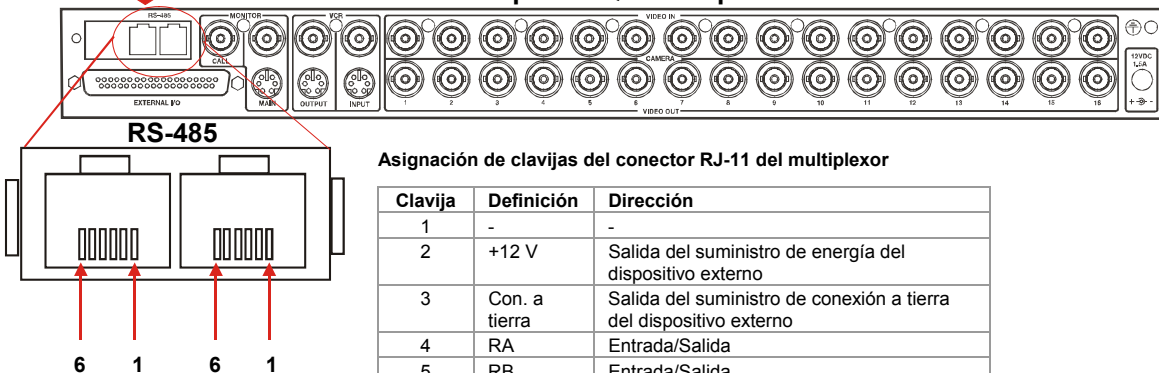 RS-485
MONITOR
VCR
VIDEO IN
CALL
CAMERA
12VDC
1.5A
EXTERNAL I/O
MAIN
OUTPUT
INPUT
1 2 3 4 5 6 7 8 9 10 11 12 13 14 15 16
VIDEO OUT
RS-485
6 1 6 1
Asignación de clavijas del conector RJ-11 del multiplexor
Clavija Definición Dirección
1 - -
2 +12 V Salida del suministro de energía del
dispositivo externo
3 Con. a Salida del suministro de conexión a tierra
tierra del dispositivo externo
4 RA Entrada/Salida
5 RB Entrada/Salida